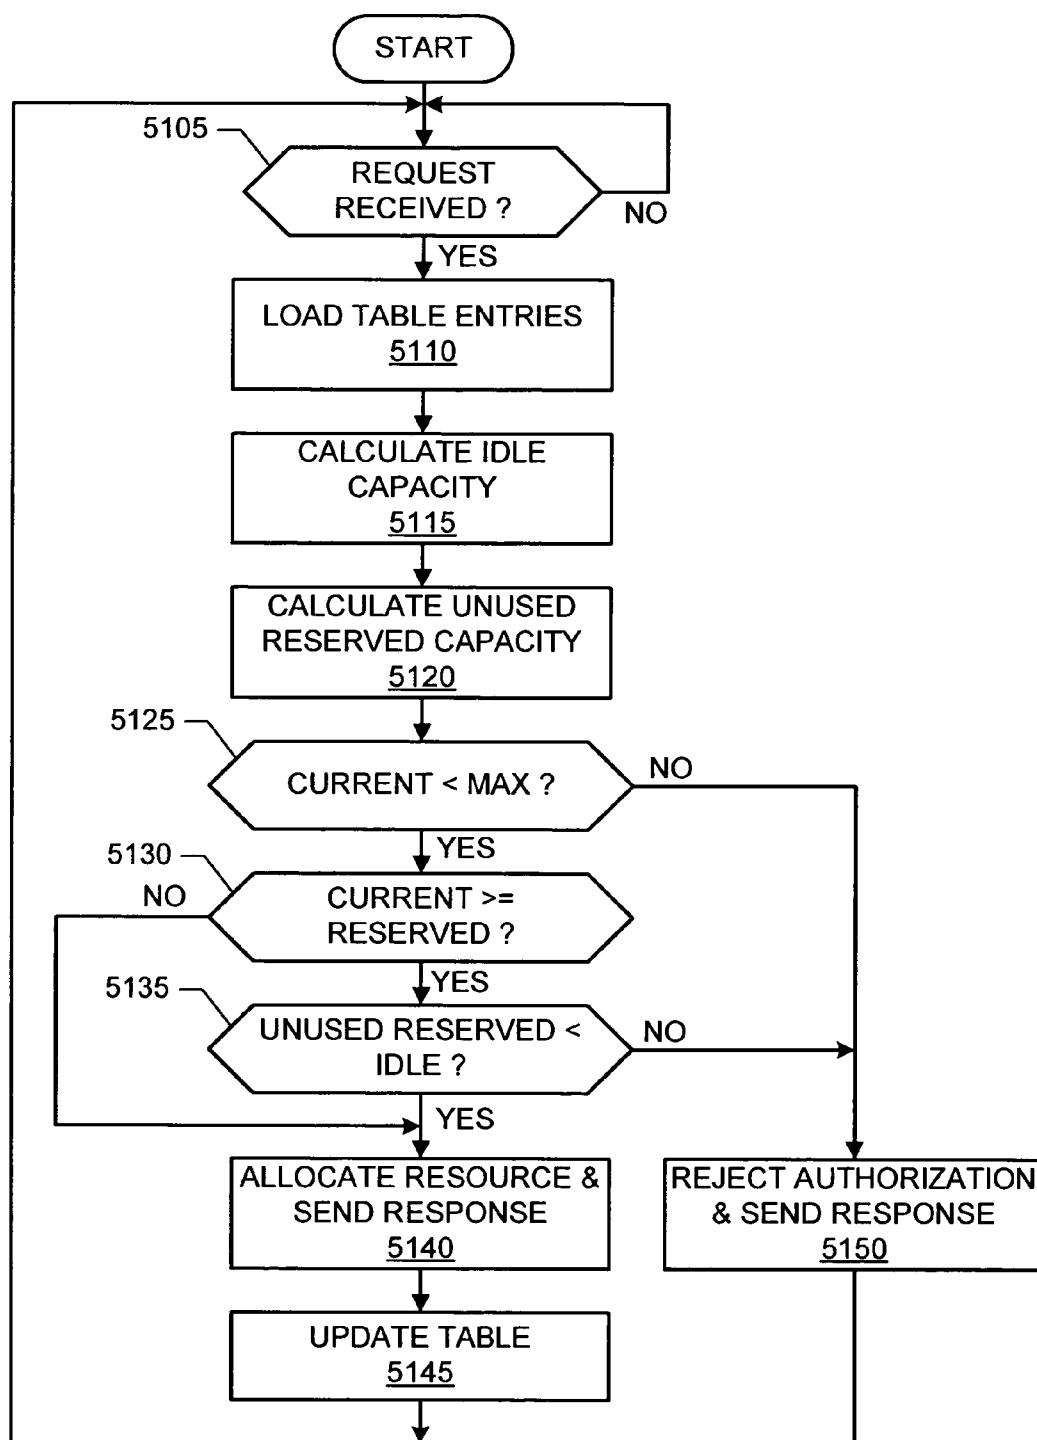 START
5105
REQUEST
RECEIVED ?
NO
YES
LOAD TABLE ENTRIES
5110
CALCULATE IDLE
CAPACITY
5115
CALCULATE UNUSED
RESERVED CAPACITY
5120
5125
CURRENT < MAX ?
NO
YES
5130
NO
CURRENT >=
RESERVED ?
YES
5135
UNUSED RESERVED <
IDLE ?
NO
YES
ALLOCATE RESOURCE &
SEND RESPONSE
5140
REJECT AUTHORIZATION
& SEND RESPONSE
5150
UPDATE TABLE
5145